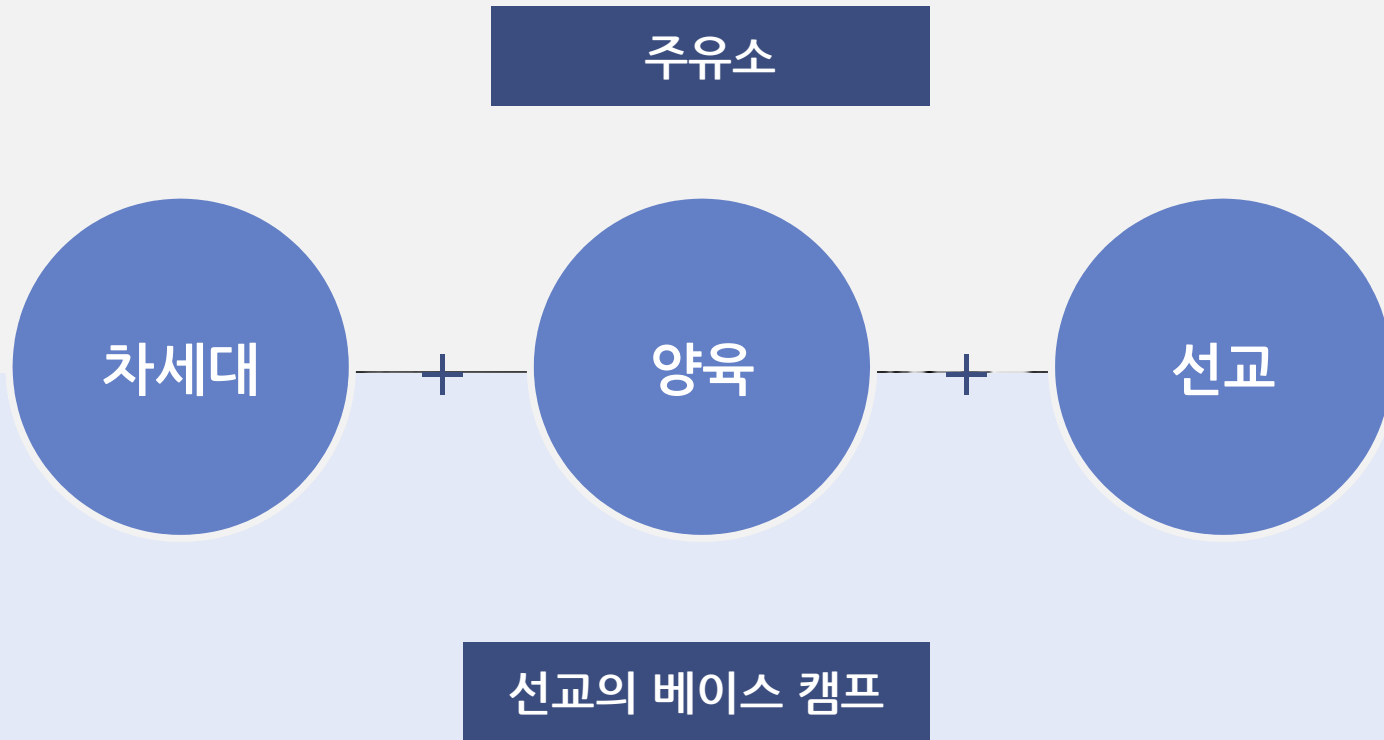 주유소
차세대
양육
선교
선교의 베이스 캠프